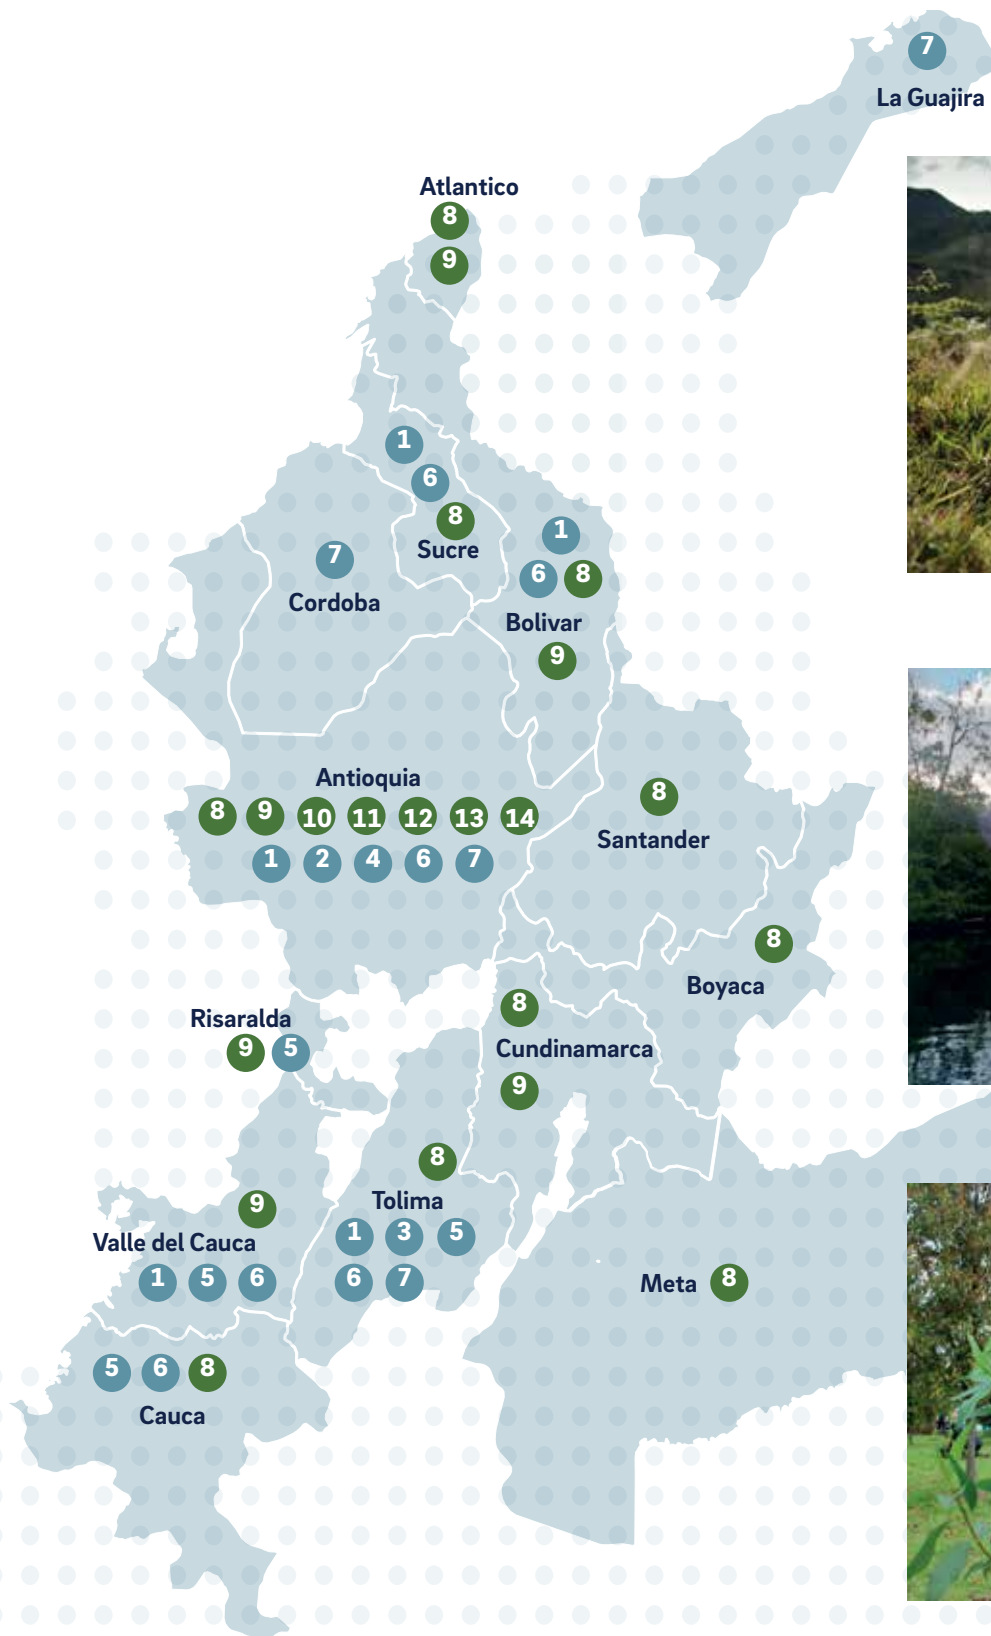 7
La Guajira
Atlantico
8
9
1
6
8
Sucre
1
6 8
Bolivar
9
7
Cordoba
Antioquia
8 9 10 11 12 13 14
1 2 4 6 7
8
Santander
8
Boyaca
Risaralda
9 5
8
Cundinamarca
9
8
Tolima
1 3 5
6 7
9
Valle del Cauca
1 5 6
Meta 8
5 6 8
Cauca